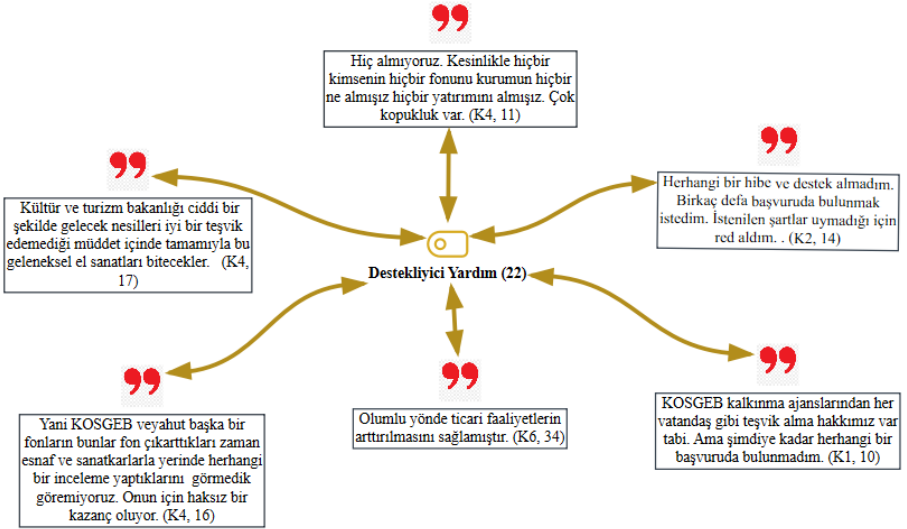 Hiç almıyoruz. Kesinlikle hiçbir
kimsenin hiçbir fonunu kurumun hiçbir
ne almışız hiçbir yatırımını almışız. Çok
kopukluk var. (K4, 11)
Kültür ve turizm bakanlığı ciddi bir
şekilde gelecek nesilleri iyi bir teşvik
edemediği müddet içinde tamamıyla bu
geleneksel el sanatları bitecekler. (K4,
17)
Herhangi bir hibe ve destek almadım.
Birkaç defa başvuruda bulunmak
istedim. İstenilen şartlar uymadığı için
red aldım. . (K2, 14)
Destekliyici Yardım (22)
Yani KOSGEB veyahut başka bir
fonların bunlar fon çıkarttıkları zaman
esnaf ve sanatkarlarla yerinde herhangi
bir inceleme yaptıklarını görmedik
göremiyoruz. Onun için haksız bir
kazanç oluyor. (K4, 16)
Olumlu yönde ticari faaliyetlerin
arttırılmasını sağlamıştır. (K6, 34)
KOSGEB kalkınma ajanslarından her
vatandaş gibi teşvik alma hakkımız var
tabi. Ama şimdiye kadar herhangi bir
başvuruda bulunmadım. (K1, 10)